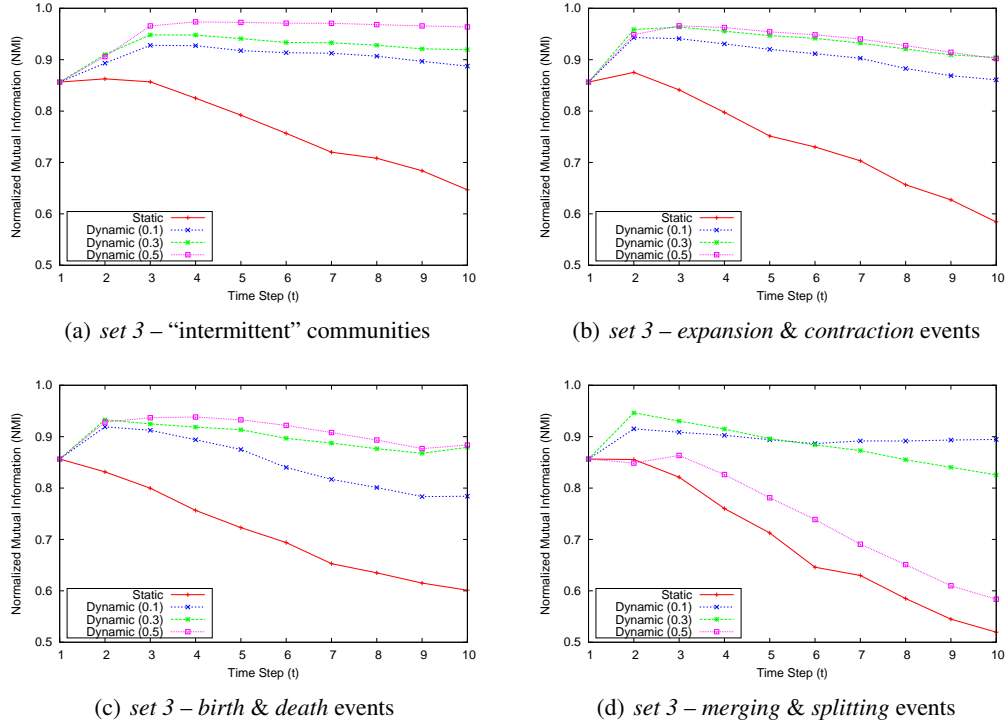 Normalized Mutual Information (NMI)
1.0
0.9
0.8
0.7
0.6
0.5
Static
Dynamic (0.1)
Dynamic (0.3)
Dynamic (0.5)
1 2 3 4 5 6 7 8 9 10
Time Step (t)
(a) set 3 – “intermittent” communities
Normalized Mutual Information (NMI)
1.0
0.9
0.8
0.7
0.6
0.5
Static
Dynamic (0.1)
Dynamic (0.3)
Dynamic (0.5)
1 2 3 4 5 6 7 8 9 10
Time Step (t)
(b) set 3 – expansion & contraction events
Normalized Mutual Information (NMI)
1.0
0.9
0.8
0.7
0.6
0.5
Static
Dynamic (0.1)
Dynamic (0.3)
Dynamic (0.5)
1 2 3 4 5 6 7 8 9 10
Time Step (t)
(c) set 3 – birth & death events
Normalized Mutual Information (NMI)
1.0
0.9
0.8
0.7
0.6
0.5
Static
Dynamic (0.1)
Dynamic (0.3)
Dynamic (0.5)
1 2 3 4 5 6 7 8 9 10
Time Step (t)
(d) set 3 – merging & splitting events